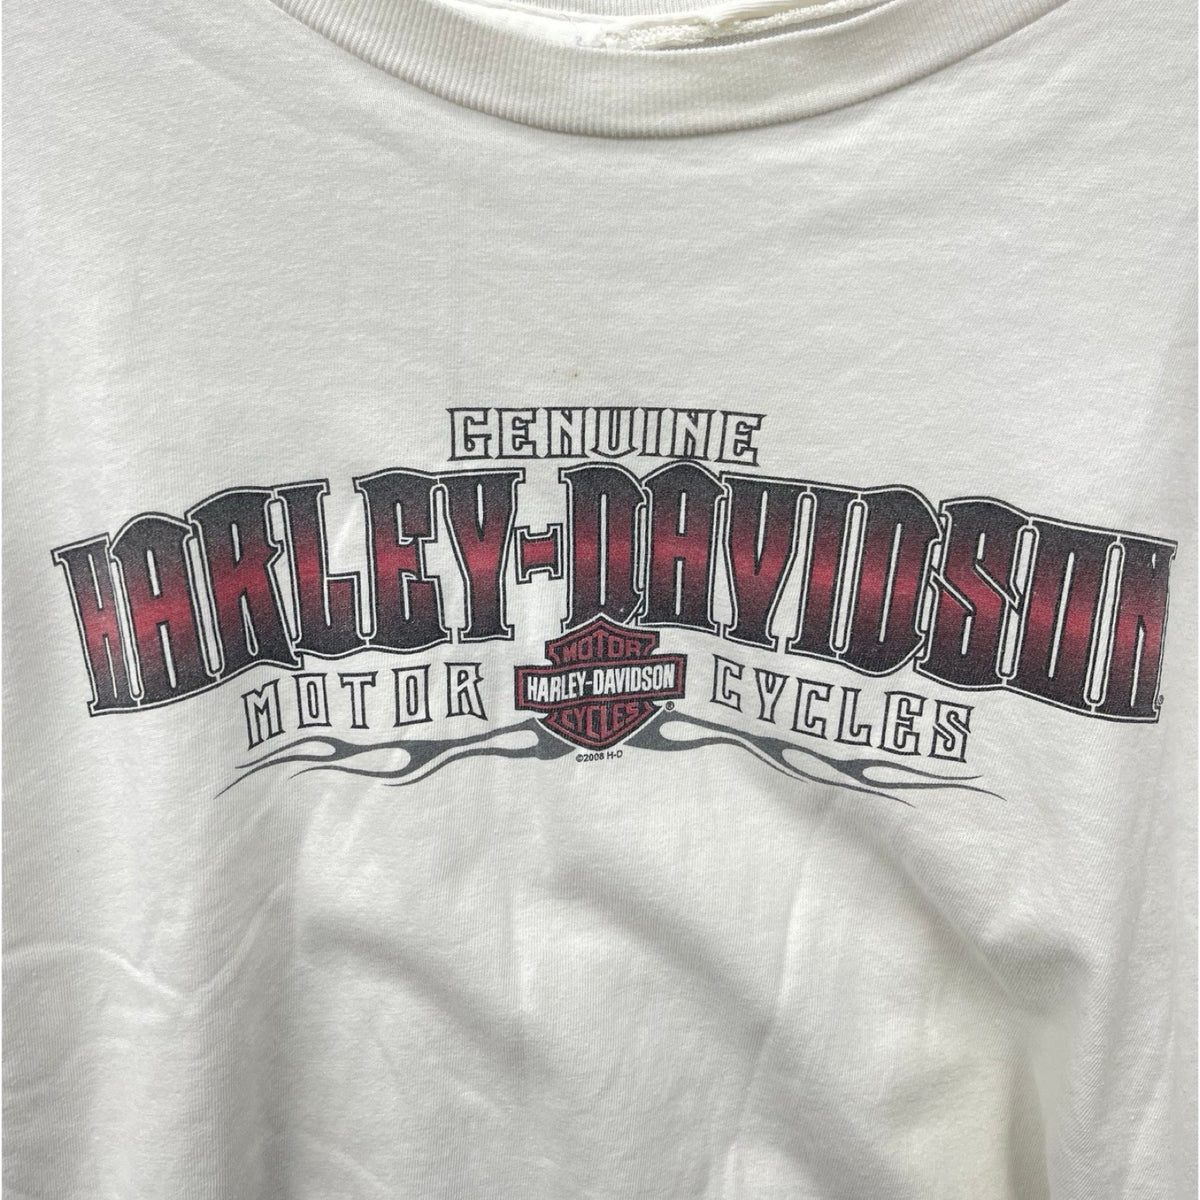 GENUINE
HARLEY-DAVIDSON
MOTOR CYCLES
MOTOR
HARLEY-DAVIDSON
CYCLES
®
©2008 H-D